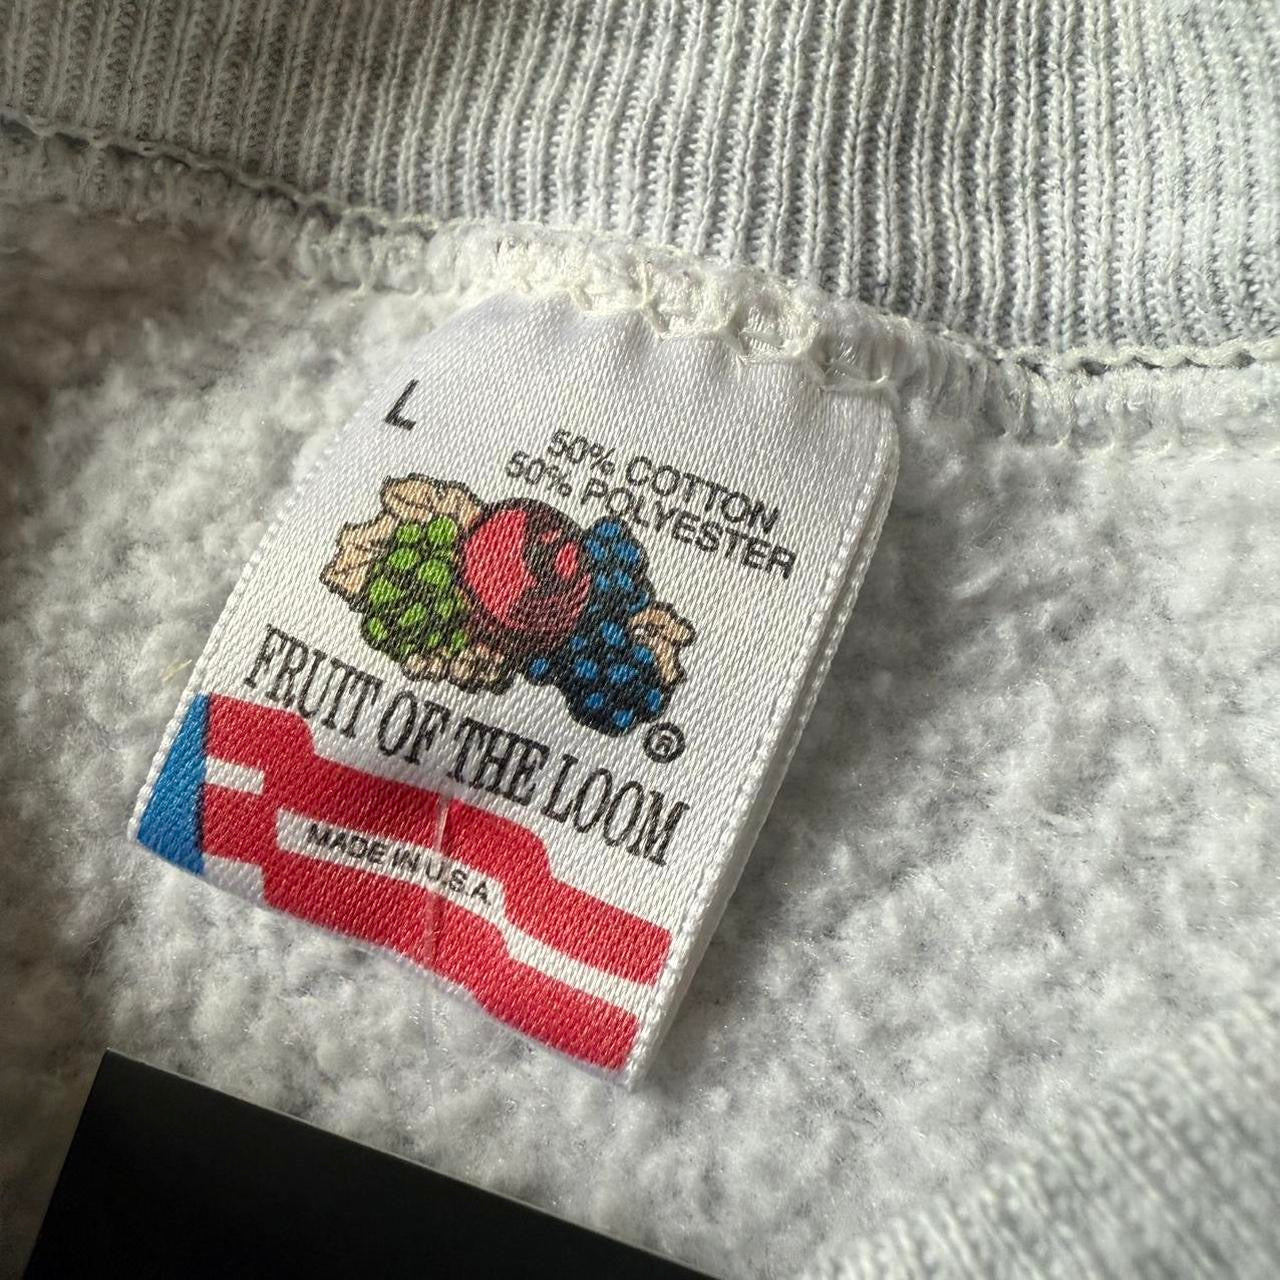 L
50% COTTON
50% POLYESTER
FRUIT OF THE LOOM
®
MADE IN U.S.A.